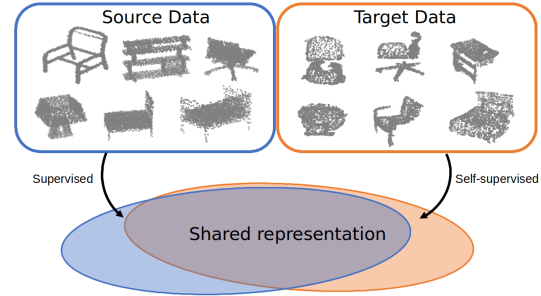 Source Data
Target Data
Supervised
Self-supervised
Shared representation